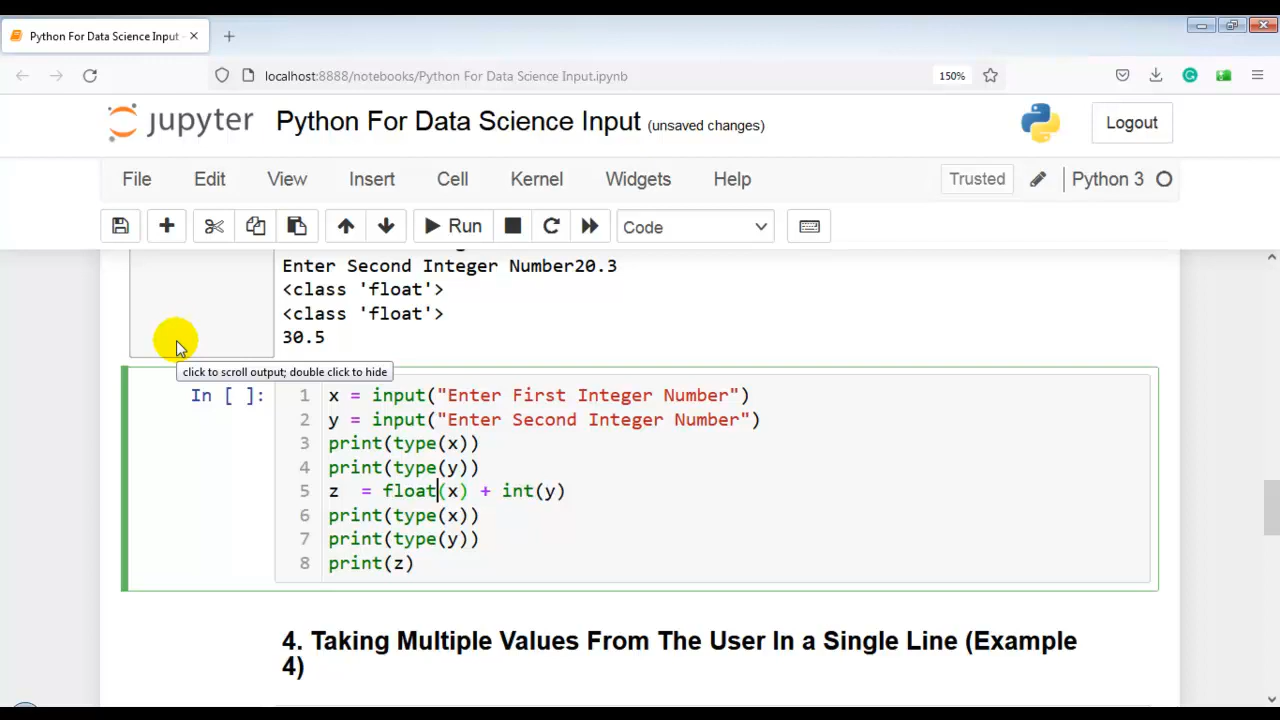 Python For Data Science Input -
localhost:8888/notebooks/Python For Data Science Input.ipynb
150%
jupyter
Python For Data Science Input (unsaved changes)
Logout
File Edit View Insert Cell Kernel Widgets Help
Trusted
Python 3
Run
Code
Enter Second Integer Number20.3
<class 'float'>
<class 'float'>
30.5
click to scroll output; double click to hide
In [ ]:
1 x = input("Enter First Integer Number")
2 y = input("Enter Second Integer Number")
3 print(type(x))
4 print(type(y))
5 z  = float(x) + int(y)
6 print(type(x))
7 print(type(y))
8 print(z)
4. Taking Multiple Values From The User In a Single Line (Example
4)